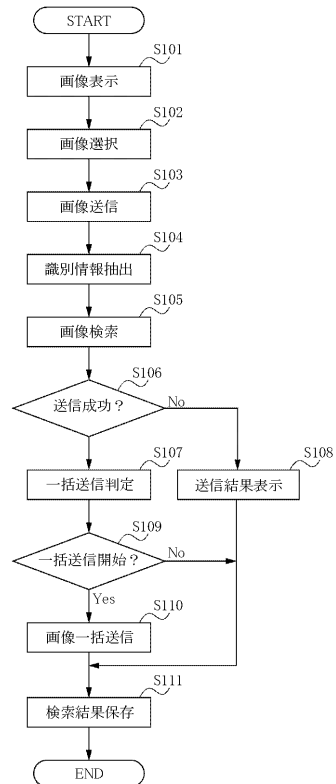 START
S101
画像表示
S102
画像選択
S103
画像送信
S104
識別情報抽出
S105
画像検索
S106
送信成功？
No
S107
一括送信判定
S108
送信結果表示
S109
一括送信開始？
No
Yes
S110
画像一括送信
S111
検索結果保存
END